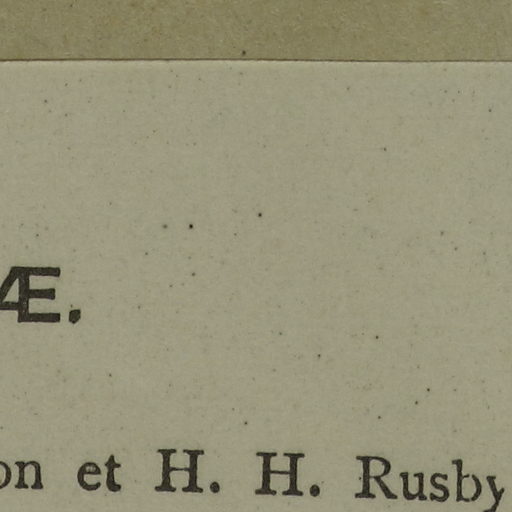 Æ.
on et H. H. Rusby